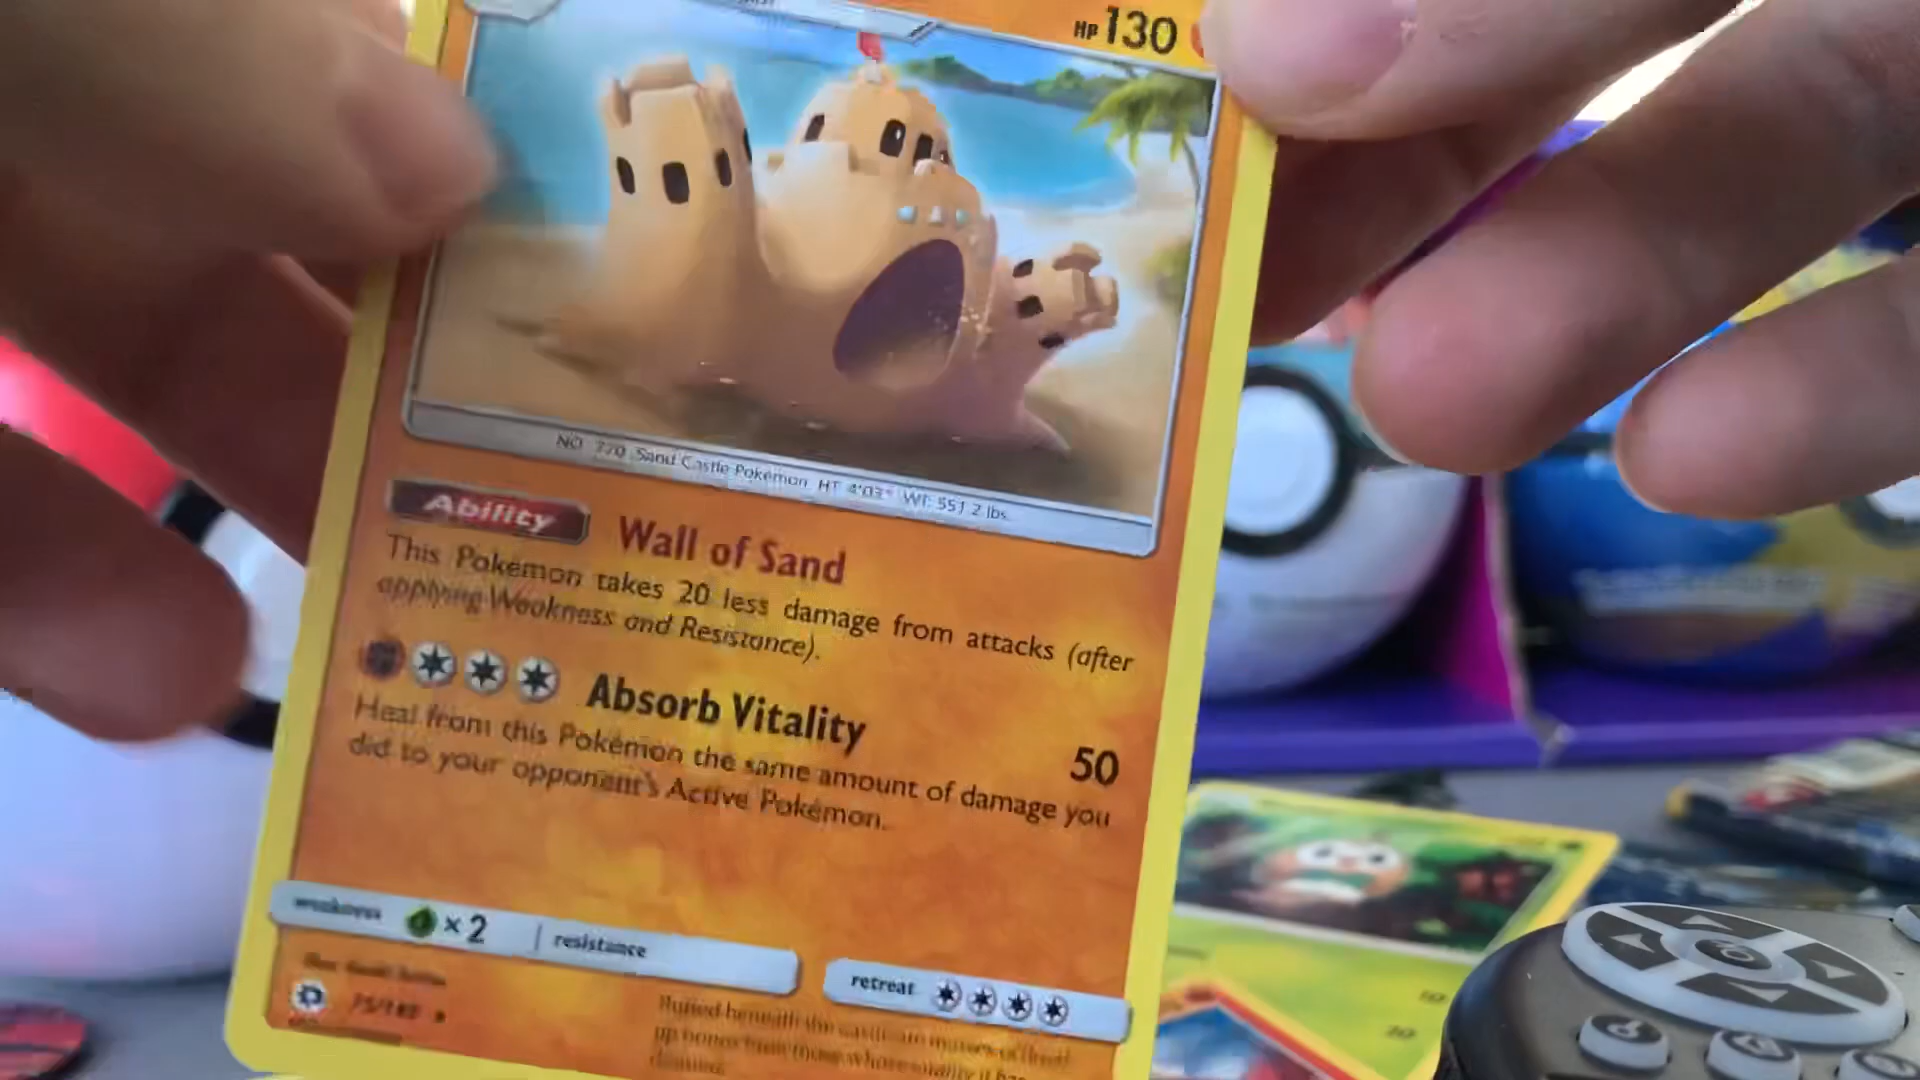 HP 130
NO. 770 Sand Castle Pokémon HT 4'03" WT: 551.2 lbs.
Ability Wall of Sand
This Pokémon takes 20 less damage from attacks (after
applying Weakness and Resistance).
Absorb Vitality 50
Heal from this Pokémon the same amount of damage you
did to your opponent's Active Pokémon.
weakness × 2 resistance
retreat
10
20